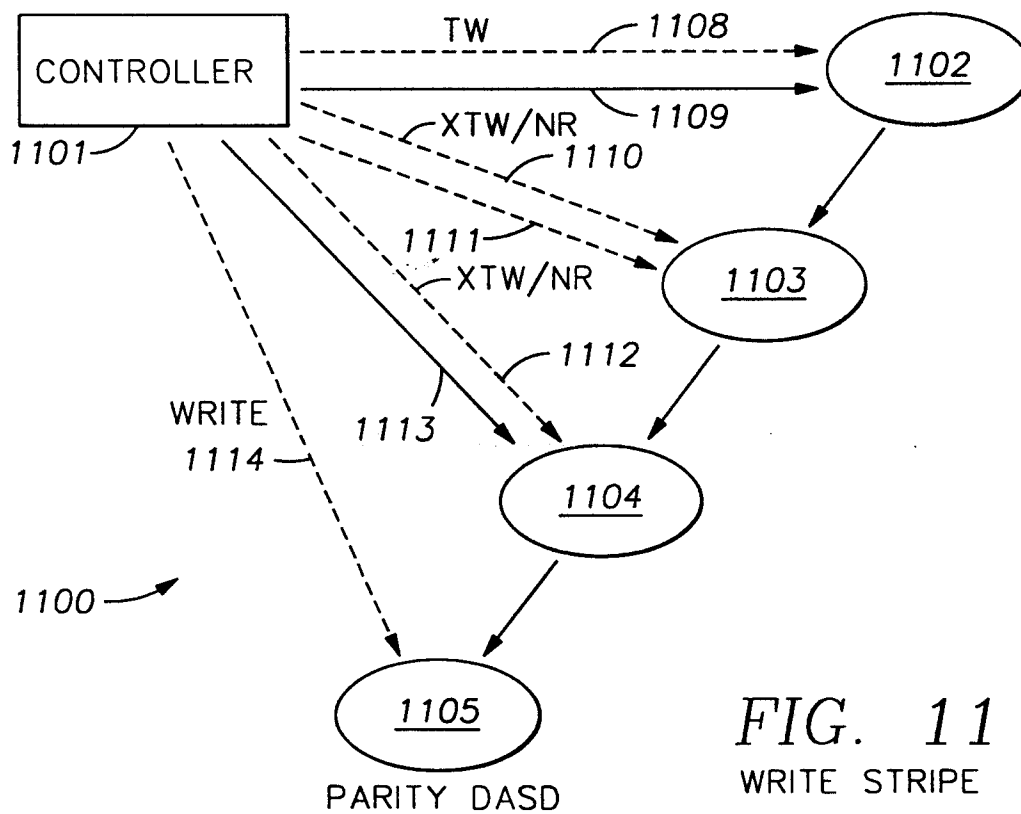 TW
1108
CONTROLLER
1102
1109
XTW/NR
1101
1110
1111
1103
XTW/NR
1112
WRITE
1113
1114
1104
1100
1105
FIG. 11
WRITE STRIPE
PARITY DASD